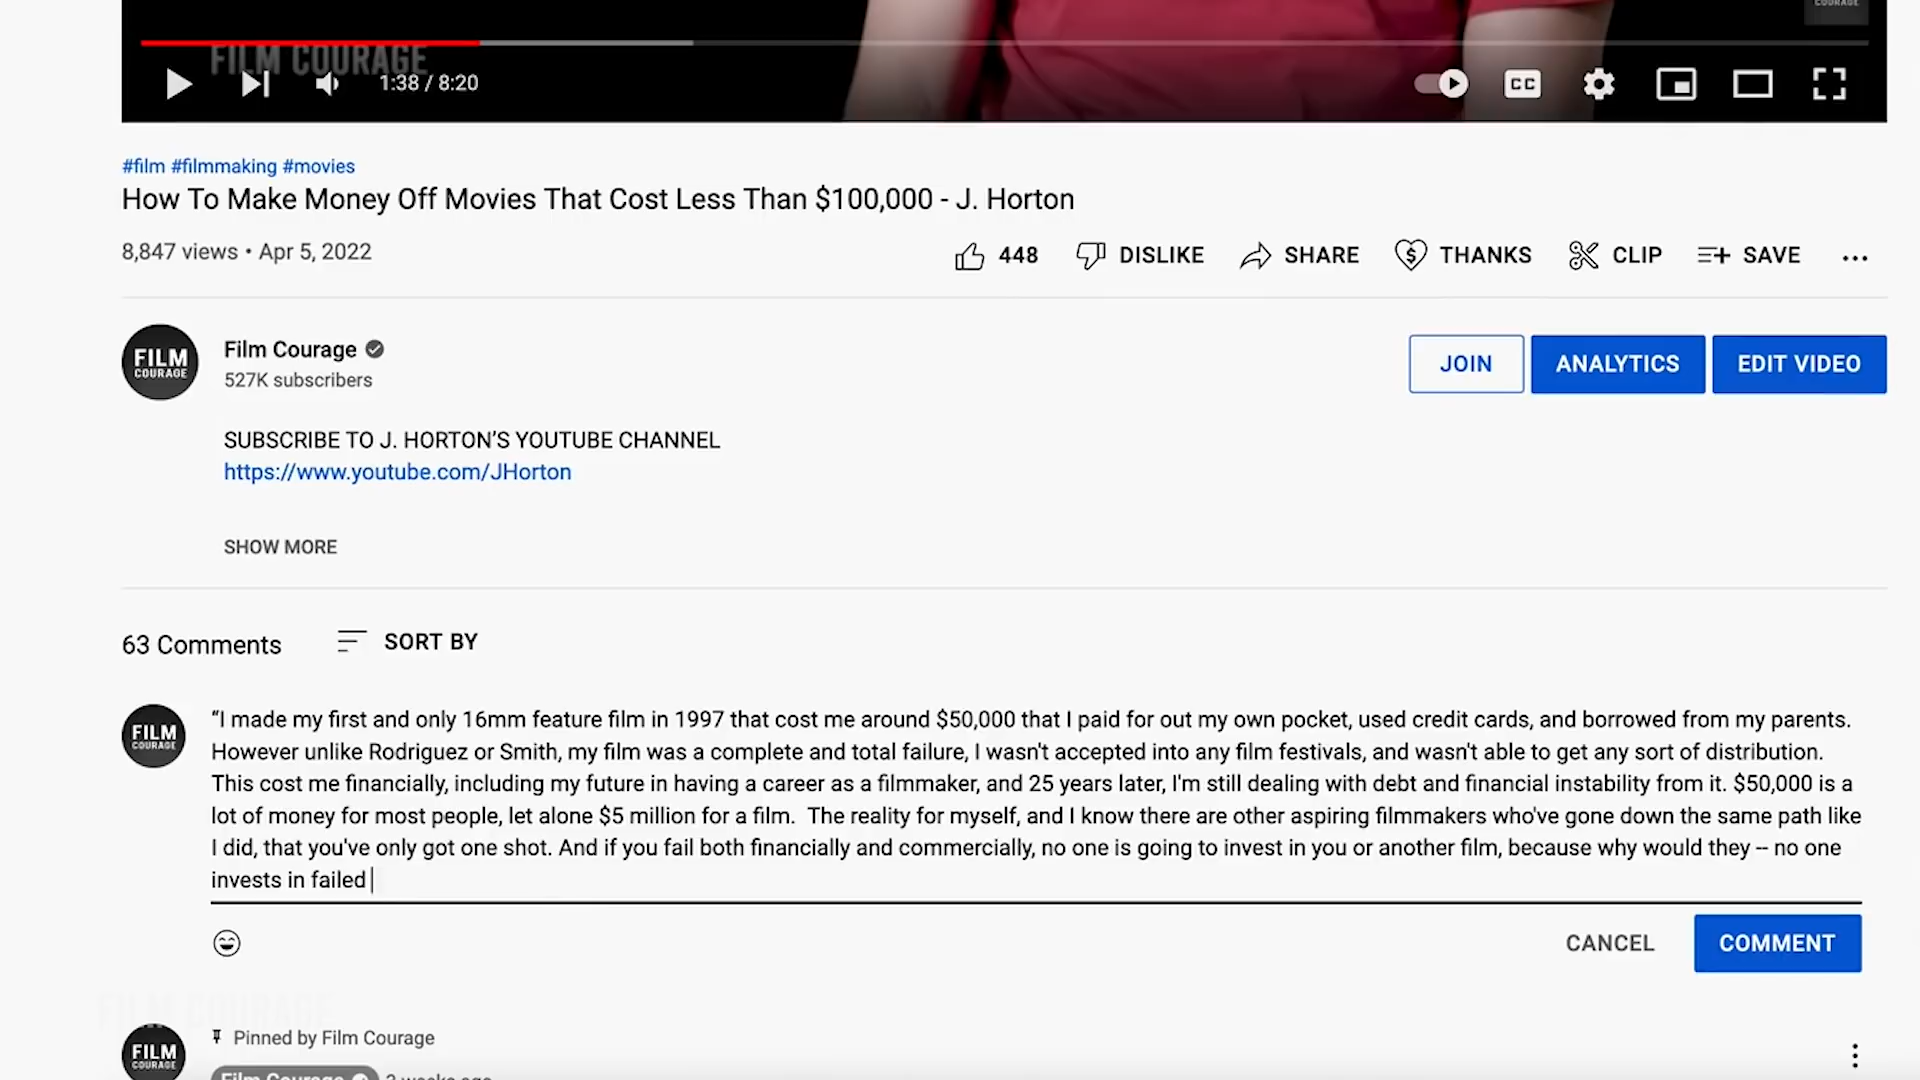 COURAGE
FILM COURAGE
1:38 / 8:20
CC
#film #filmmaking #movies
How To Make Money Off Movies That Cost Less Than $100,000 - J. Horton
8,847 views • Apr 5, 2022
448 DISLIKE SHARE THANKS CLIP SAVE
FILM
COURAGE
Film Courage
527K subscribers
JOIN ANALYTICS EDIT VIDEO
SUBSCRIBE TO J. HORTON’S YOUTUBE CHANNEL
https://www.youtube.com/JHorton
SHOW MORE
63 Comments SORT BY
FILM
COURAGE
“I made my first and only 16mm feature film in 1997 that cost me around $50,000 that I paid for out my own pocket, used credit cards, and borrowed from my parents.
However unlike Rodriguez or Smith, my film was a complete and total failure, I wasn't accepted into any film festivals, and wasn't able to get any sort of distribution.
This cost me financially, including my future in having a career as a filmmaker, and 25 years later, I'm still dealing with debt and financial instability from it. $50,000 is a
lot of money for most people, let alone $5 million for a film.  The reality for myself, and I know there are other aspiring filmmakers who've gone down the same path like
I did, that you've only got one shot. And if you fail both financially and commercially, no one is going to invest in you or another film, because why would they -- no one
invests in failed
CANCEL COMMENT
FILM COURAGE
Pinned by Film Courage
FILM
COURAGE
Film Courage 2 weeks ago